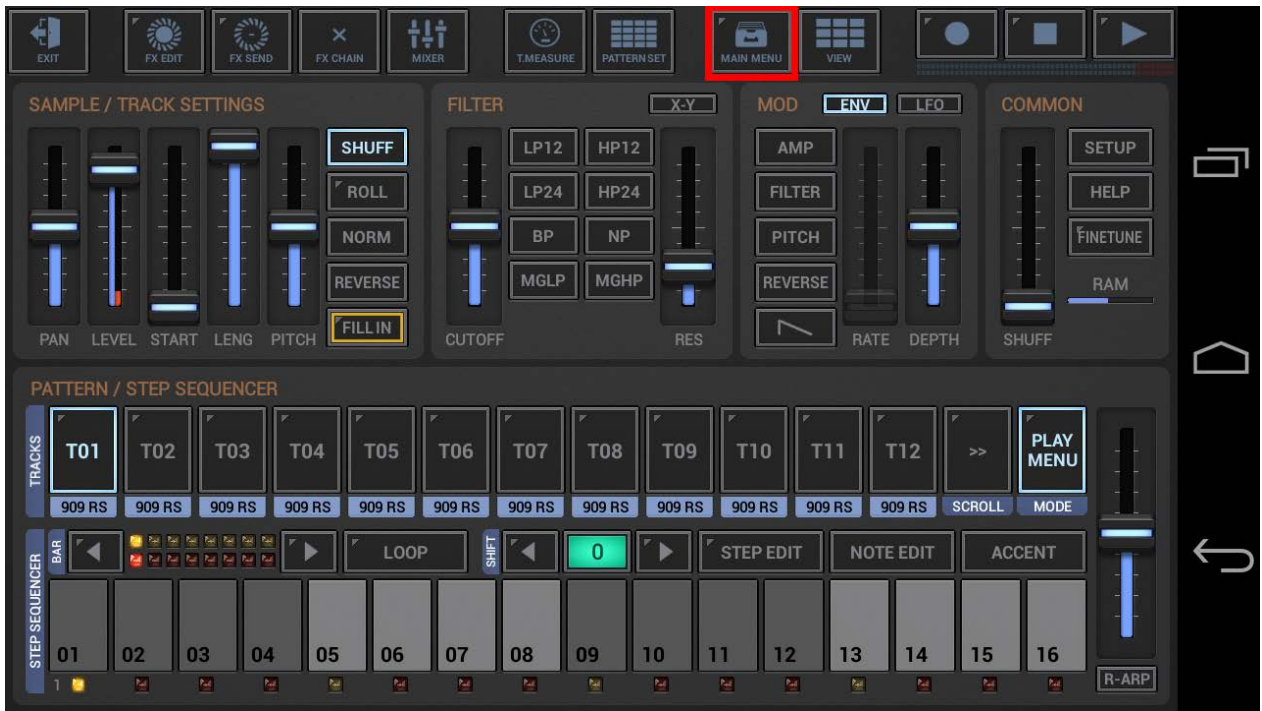 EXIT FX EDIT FX SEND FX CHAIN MIXER T.MEASURE PATTERN SET MAIN MENU VIEW
SAMPLE / TRACK SETTINGS
SHUFF
ROLL
NORM
REVERSE
FILL IN
PAN LEVEL START LENG PITCH
FILTER X-Y
LP12 HP12
LP24 HP24
BP NP
MGLP MGHP
CUTOFF RES
MOD ENV LFO
AMP
FILTER
PITCH
REVERSE
RATE DEPTH
COMMON
SETUP
HELP
FINETUNE
RAM
SHUFF
PATTERN / STEP SEQUENCER
TRACKS
T01 T02 T03 T04 T05 T06 T07 T08 T09 T10 T11 T12 >> PLAY MENU
909 RS 909 RS 909 RS 909 RS 909 RS 909 RS 909 RS 909 RS 909 RS 909 RS 909 RS 909 RS SCROLL MODE
STEP SEQUENCER
BAR LOOP SHIFT 0 STEP EDIT NOTE EDIT ACCENT
01 02 03 04 05 06 07 08 09 10 11 12 13 14 15 16
1 R-ARP